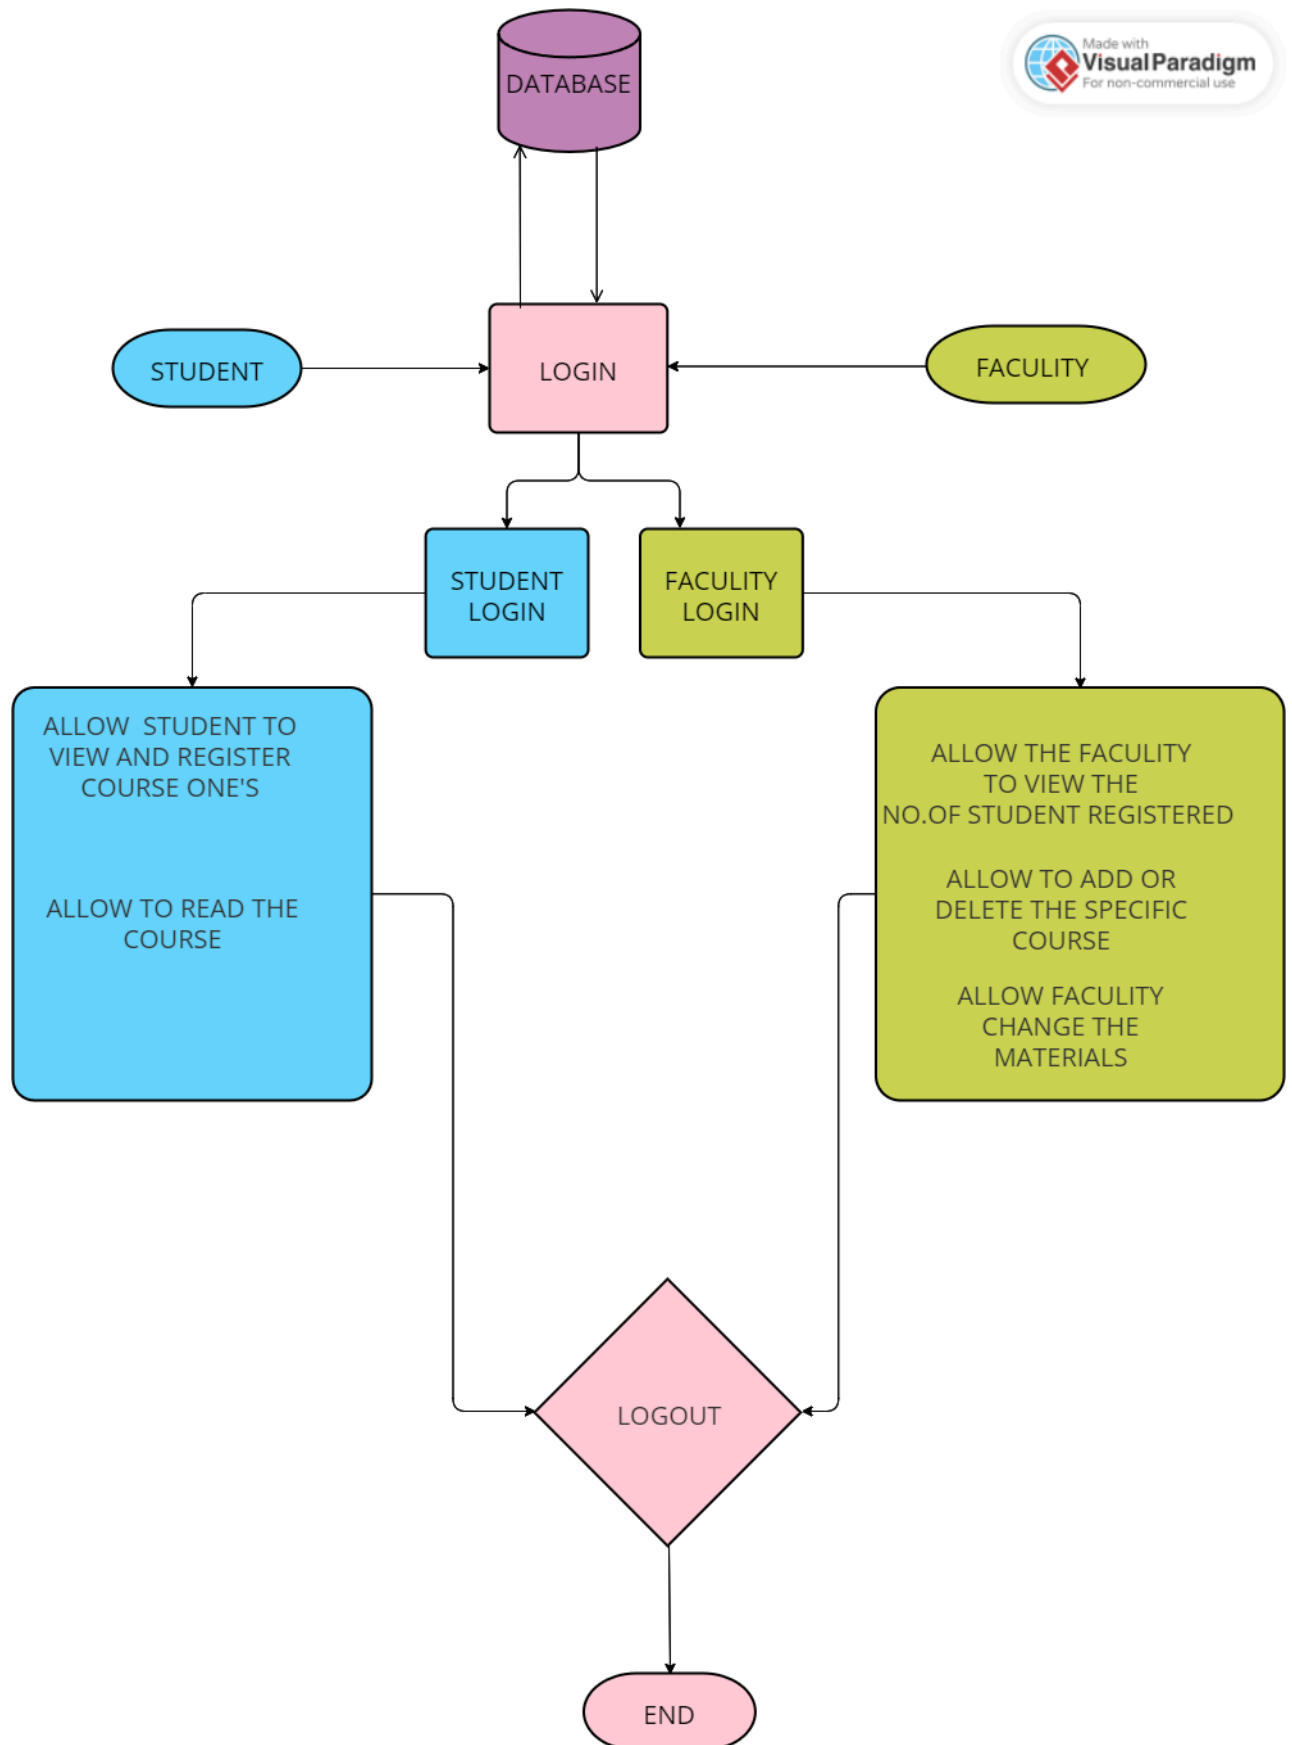 DATABASE
Made with
Visual Paradigm
For non-commercial use
STUDENT
LOGIN
FACULITY
STUDENT
LOGIN
FACULITY
LOGIN
ALLOW STUDENT TO
VIEW AND REGISTER
COURSE ONE'S
ALLOW TO READ THE
COURSE
ALLOW THE FACULITY
TO VIEW THE
NO.OF STUDENT REGISTERED
ALLOW TO ADD OR
DELETE THE SPECIFIC
COURSE
ALLOW FACULITY
CHANGE THE
MATERIALS
LOGOUT
END